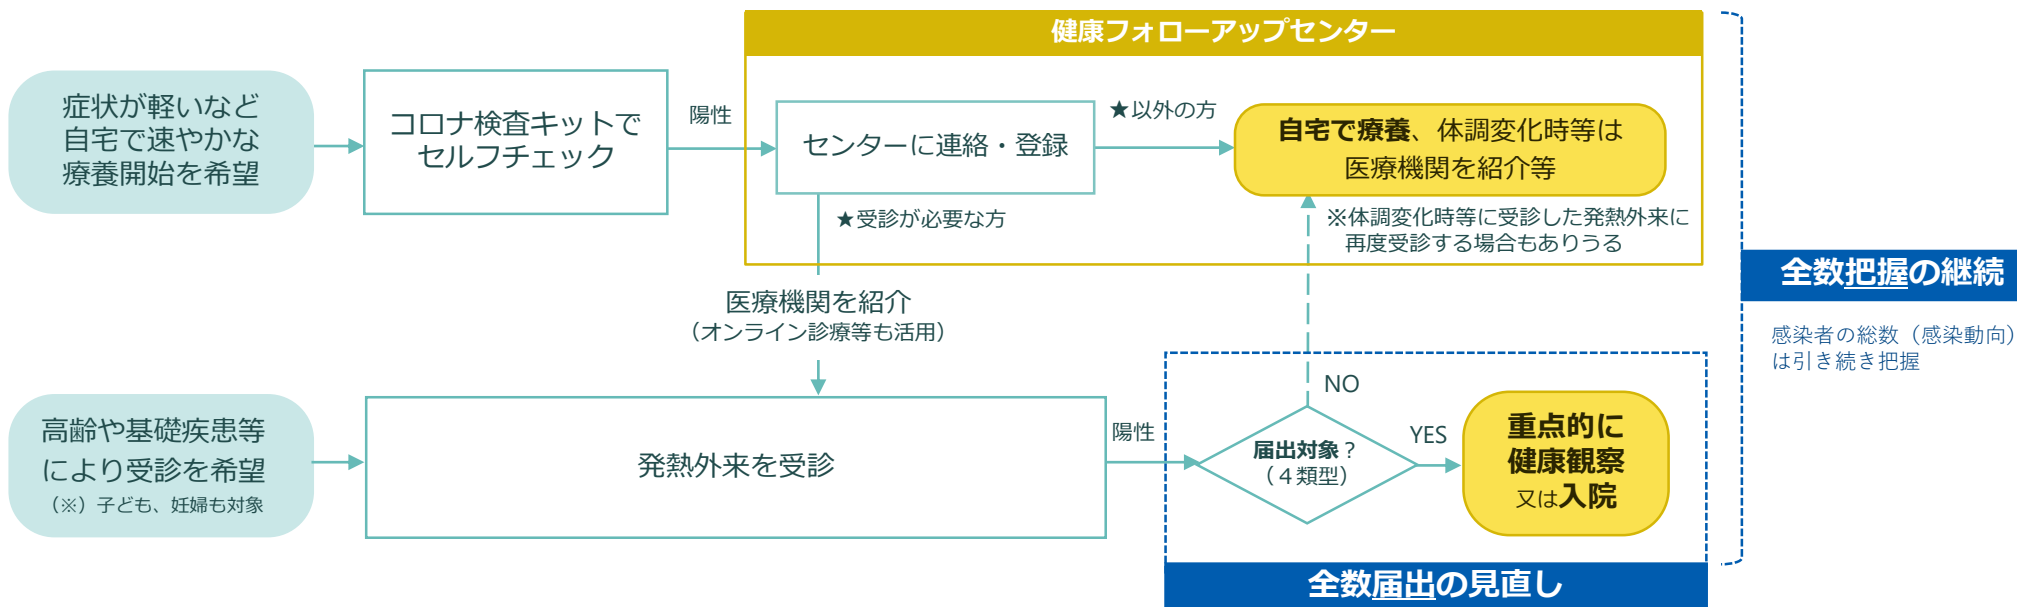 健康フォローアップセンター
症状が軽いなど
自宅で速やかな
療養開始を希望
コロナ検査キットで
セルフチェック
陽性
センターに連絡・登録
★以外の方
自宅で療養、体調変化時等は
医療機関を紹介等
★受診が必要な方
※体調変化時等に受診した発熱外来に
再度受診する場合もありうる
医療機関を紹介
（オンライン診療等も活用）
全数把握の継続
感染者の総数（感染動向）
は引き続き把握
高齢や基礎疾患等
により受診を希望
（※）子ども、妊婦も対象
発熱外来を受診
陽性
届出対象？
（４類型）
NO
YES
重点的に
健康観察
又は入院
全数届出の見直し